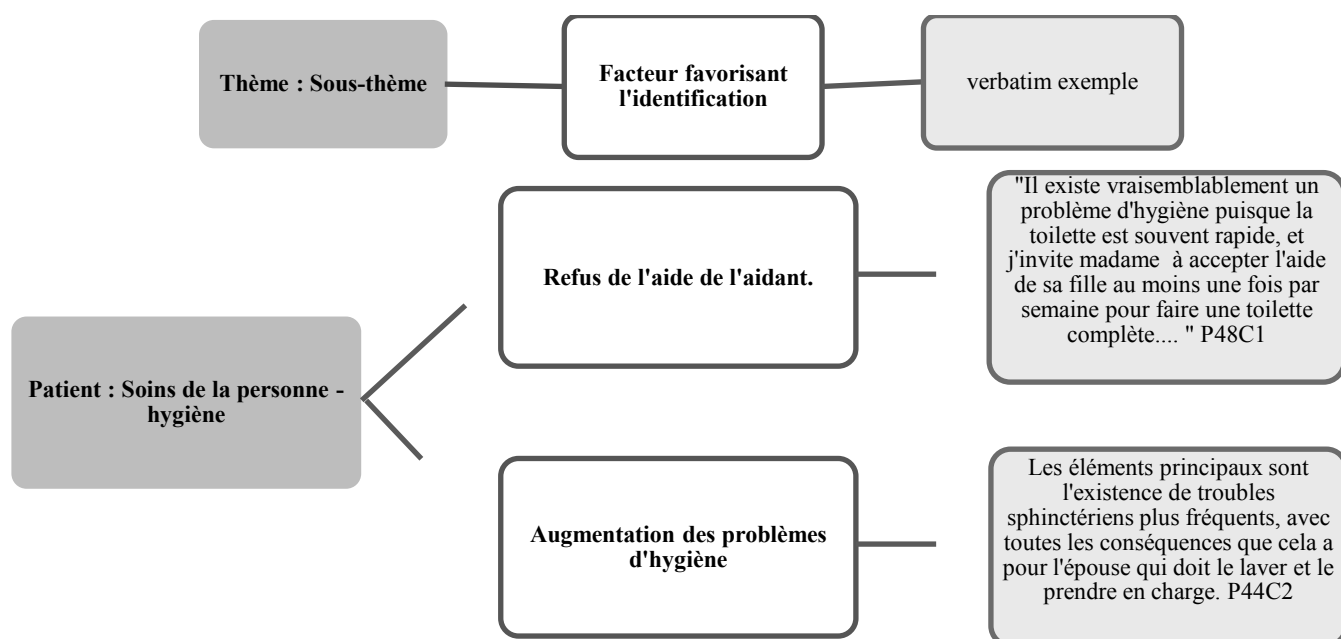 Thème : Sous-thème
Facteur favorisant
l'identification
verbatim exemple
Patient : Soins de la personne -
hygiène
Refus de l'aide de l'aidant.
"Il existe vraisemblablement un
problème d'hygiène puisque la
toilette est souvent rapide, et
j'invite madame  à accepter l'aide
de sa fille au moins une fois par
semaine pour faire une toilette
complète.... " P48C1
Augmentation des problèmes
d'hygiène
Les éléments principaux sont
l'existence de troubles
sphinctériens plus fréquents, avec
toutes les conséquences que cela a
pour l'épouse qui doit le laver et le
prendre en charge. P44C2